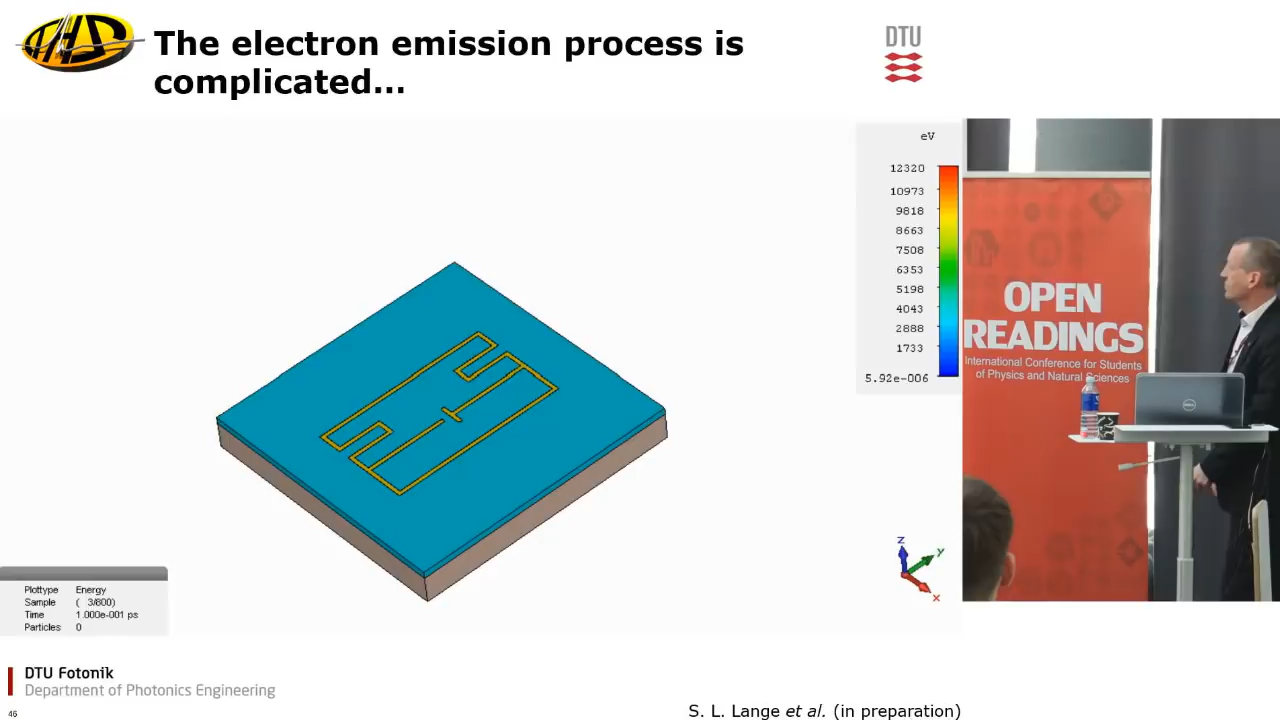 The electron emission process is
complicated...
DTU
eV
12320
10973
9818
8663
7508
6353
5198
4043
2888
1733
5.92e-006
OPEN
READINGS
International Conference for Students
of Physics and Natural Sciences
DELL
z
y
x
Plottype Energy
Sample ( 3/800)
Time 1.000e-001 ps
Particles 0
DTU Fotonik
Department of Photonics Engineering
46
S. L. Lange et al. (in preparation)